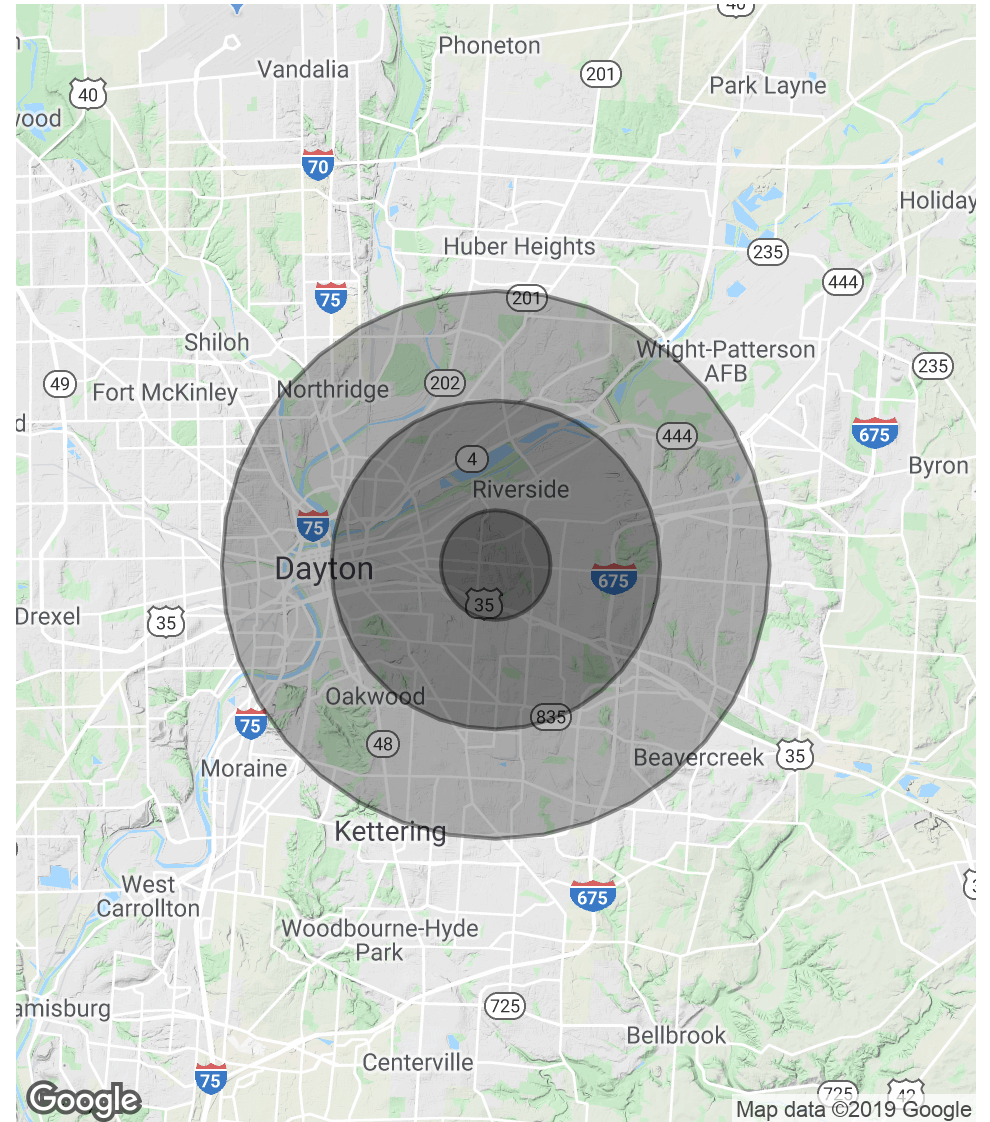 40
Phoneton
Vandalia
201
Park Layne
40
wood
70
Holiday
Huber Heights
235
444
75
201
Shiloh
Wright-Patterson
AFB
235
49
Fort McKinley
Northridge
202
675
444
4
Byron
Riverside
75
Dayton
675
35
Drexel
35
Oakwood
835
75
48
Beavercreek
35
Moraine
Kettering
West
Carrollton
675
Woodbourne-Hyde
Park
725
amisburg
Bellbrook
Centerville
75
725
42
Google
Map data ©2019 Google